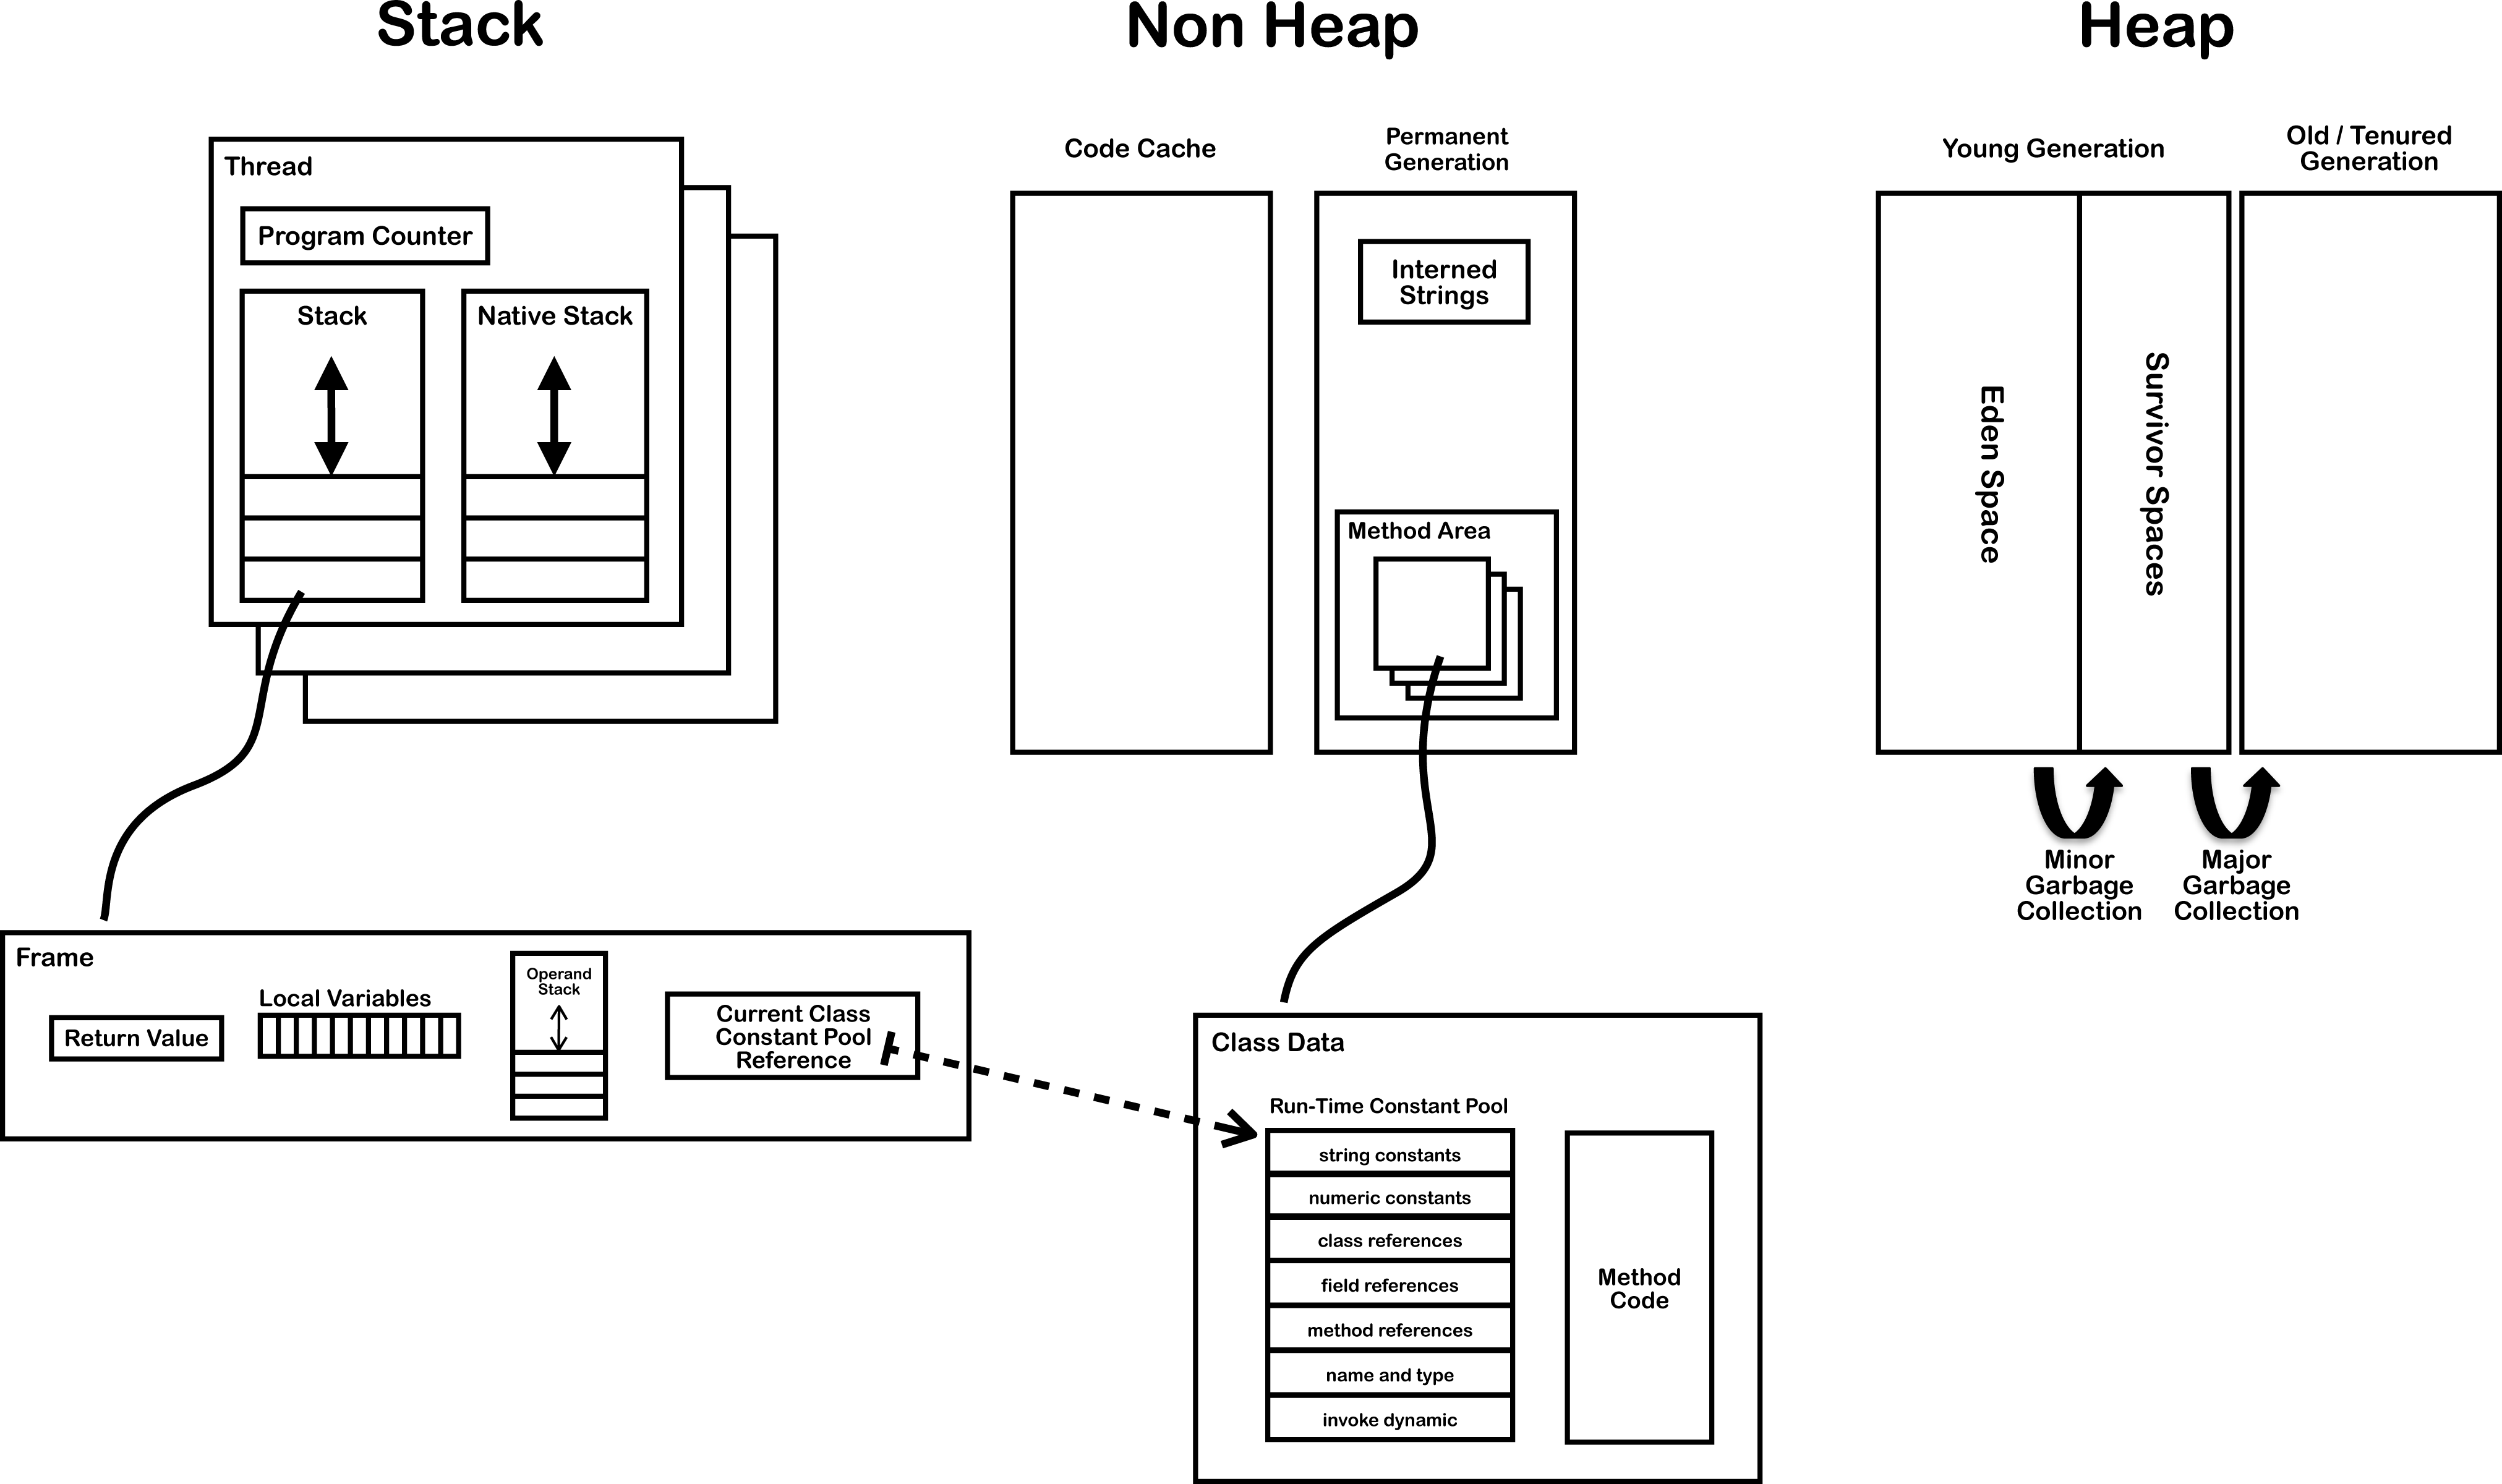 Stack
Non Heap
Heap
Thread
Program Counter
Stack
Native Stack
Code Cache
Permanent
Generation
Interned
Strings
Method Area
Young Generation
Old / Tenured
Generation
Eden Space
Survivor Spaces
Minor
Garbage
Collection
Major
Garbage
Collection
Frame
Return Value
Local Variables
Operand
Stack
Current Class
Constant Pool
Reference
Class Data
Run-Time Constant Pool
string constants
numeric constants
class references
field references
method references
name and type
invoke dynamic
Method
Code